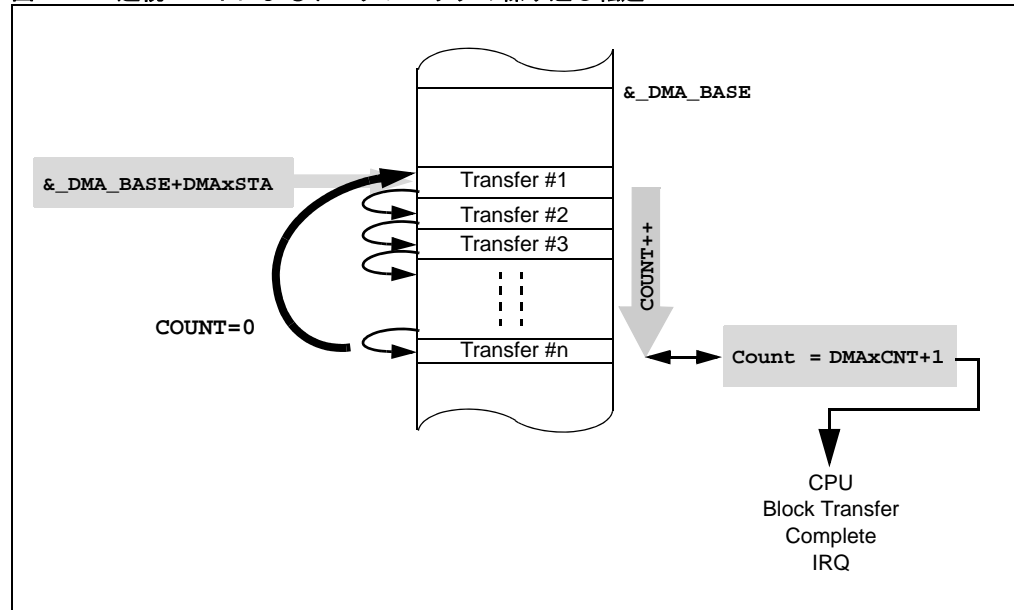 &_DMA_BASE
&_DMA_BASE+DMAxSTA
Transfer #1
Transfer #2
Transfer #3
COUNT++
COUNT=0
Transfer #n
Count = DMAxCNT+1
CPU
Block Transfer
Complete
IRQ